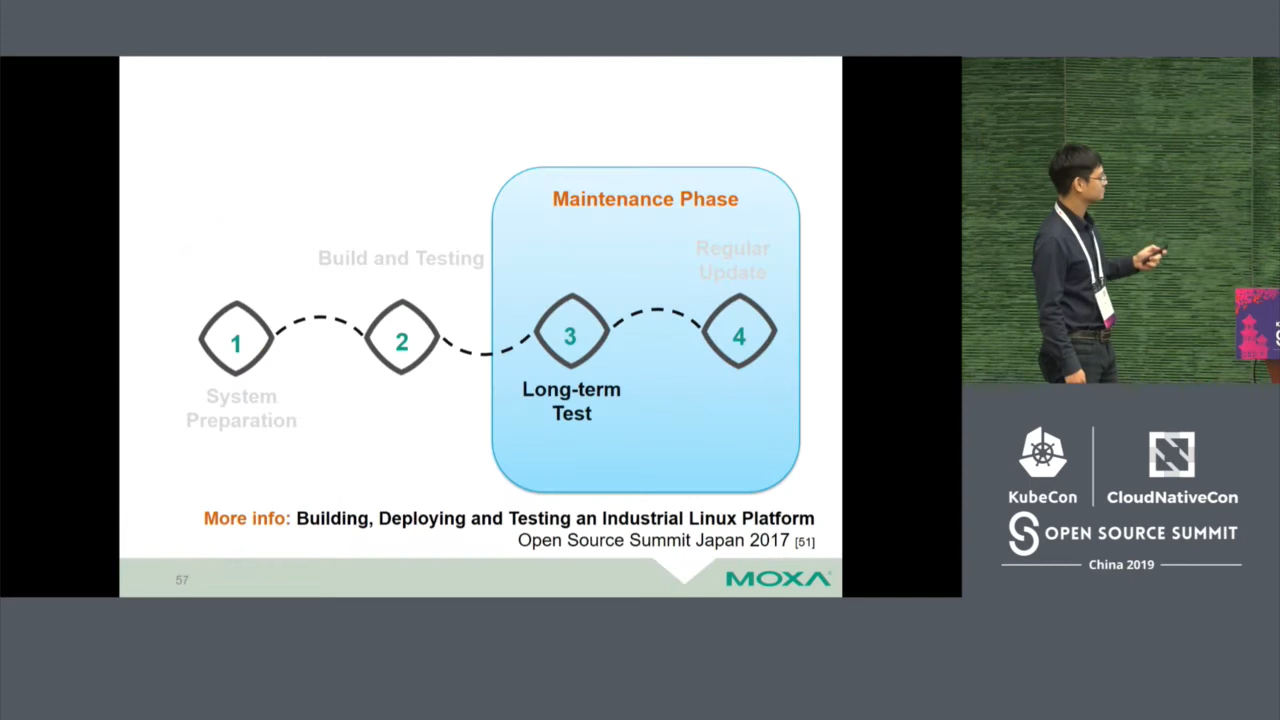 Maintenance Phase
Build and Testing
Regular
Update
1
2
3
4
System
Preparation
Long-term
Test
More info: Building, Deploying and Testing an Industrial Linux Platform
Open Source Summit Japan 2017 [51]
57
MOXA
KubeCon
CloudNativeCon
OPEN SOURCE SUMMIT
China 2019